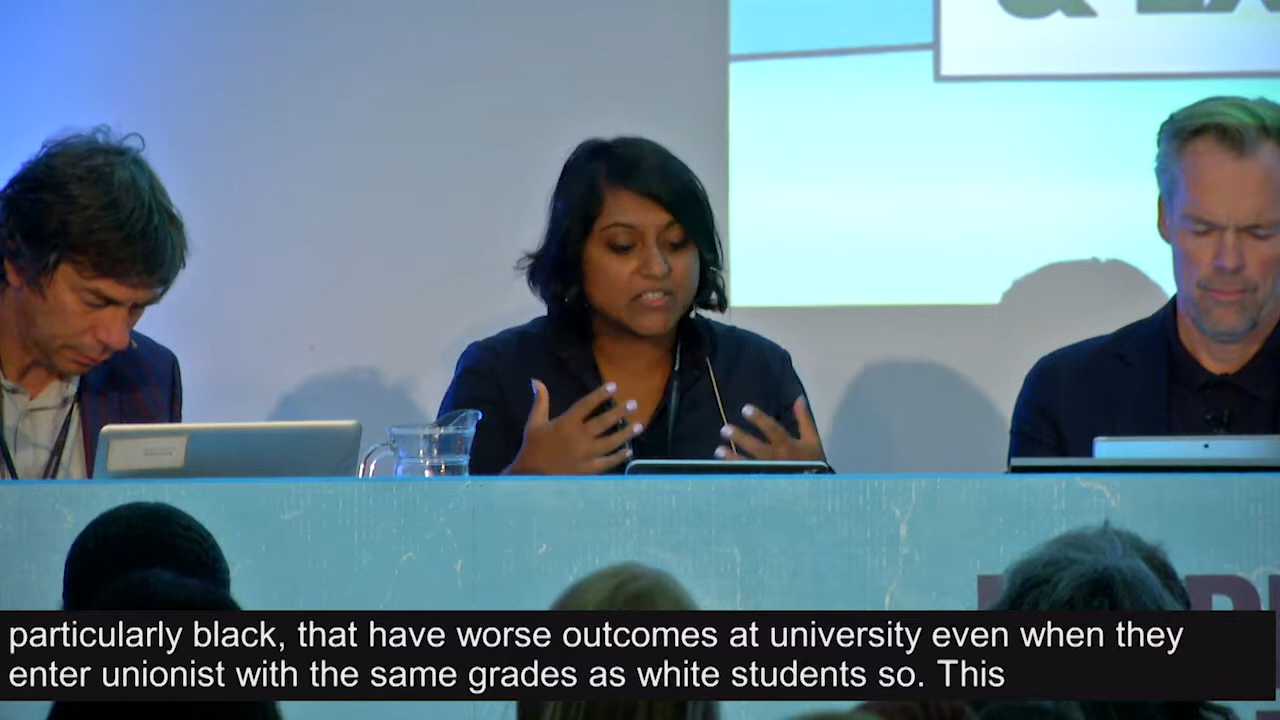 particularly black, that have worse outcomes at university even when they
enter unionist with the same grades as white students so. This